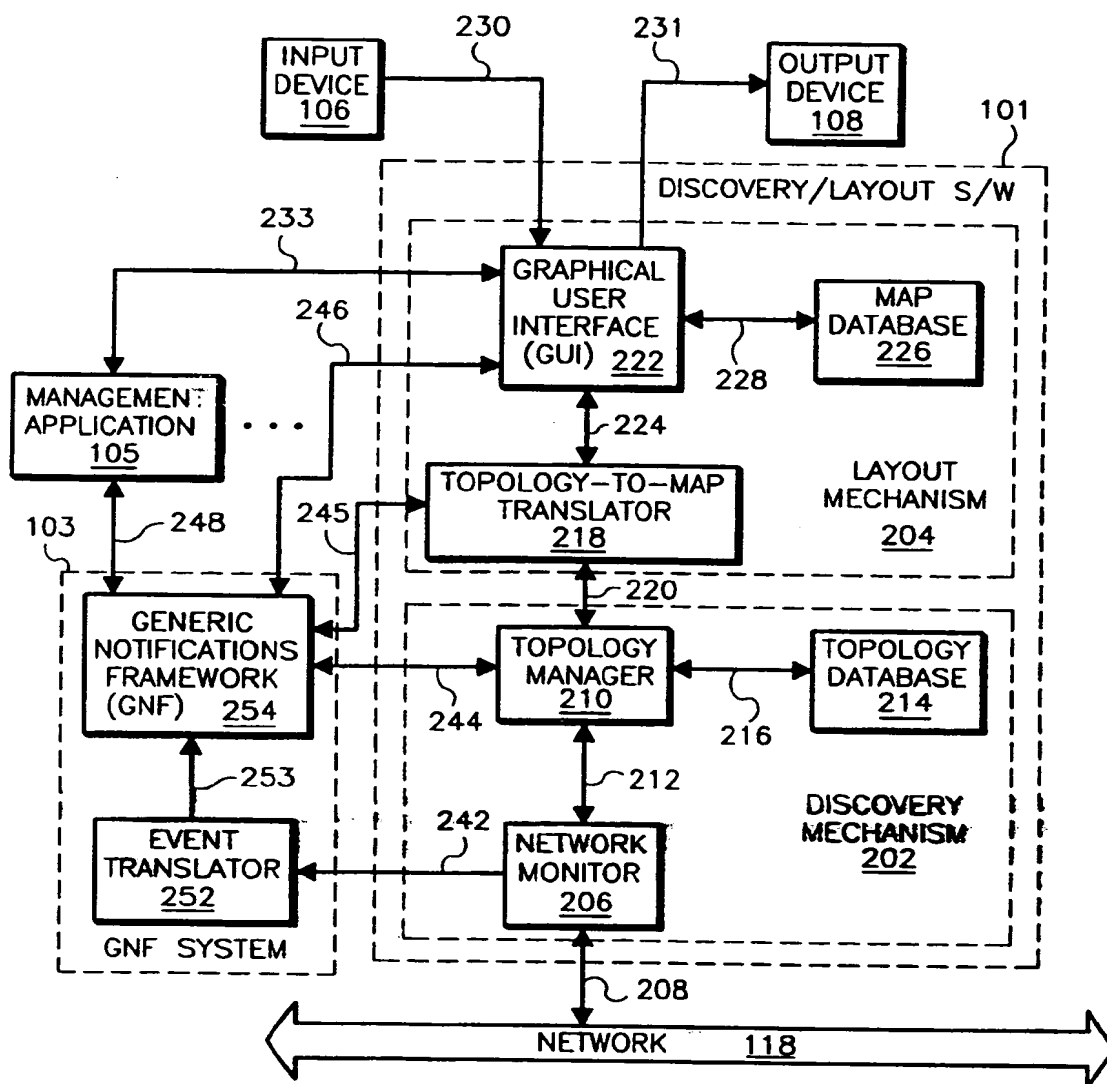 230
231
INPUT
DEVICE
106
OUTPUT
DEVICE
108
101
DISCOVERY/LAYOUT S/W
233
GRAPHICAL
USER
INTERFACE
(GUI) 222
MAP
DATABASE
226
246
228
MANAGEMENT
APPLICATION
105
. . .
224
TOPOLOGY-TO-MAP
TRANSLATOR
218
LAYOUT
MECHANISM
204
245
248
103
220
GENERIC
NOTIFICATIONS
FRAMEWORK
(GNF) 254
TOPOLOGY
MANAGER
210
TOPOLOGY
DATABASE
214
244
216
253
212
242
EVENT
TRANSLATOR
252
NETWORK
MONITOR
206
DISCOVERY
MECHANISM
202
GNF SYSTEM
208
NETWORK 118